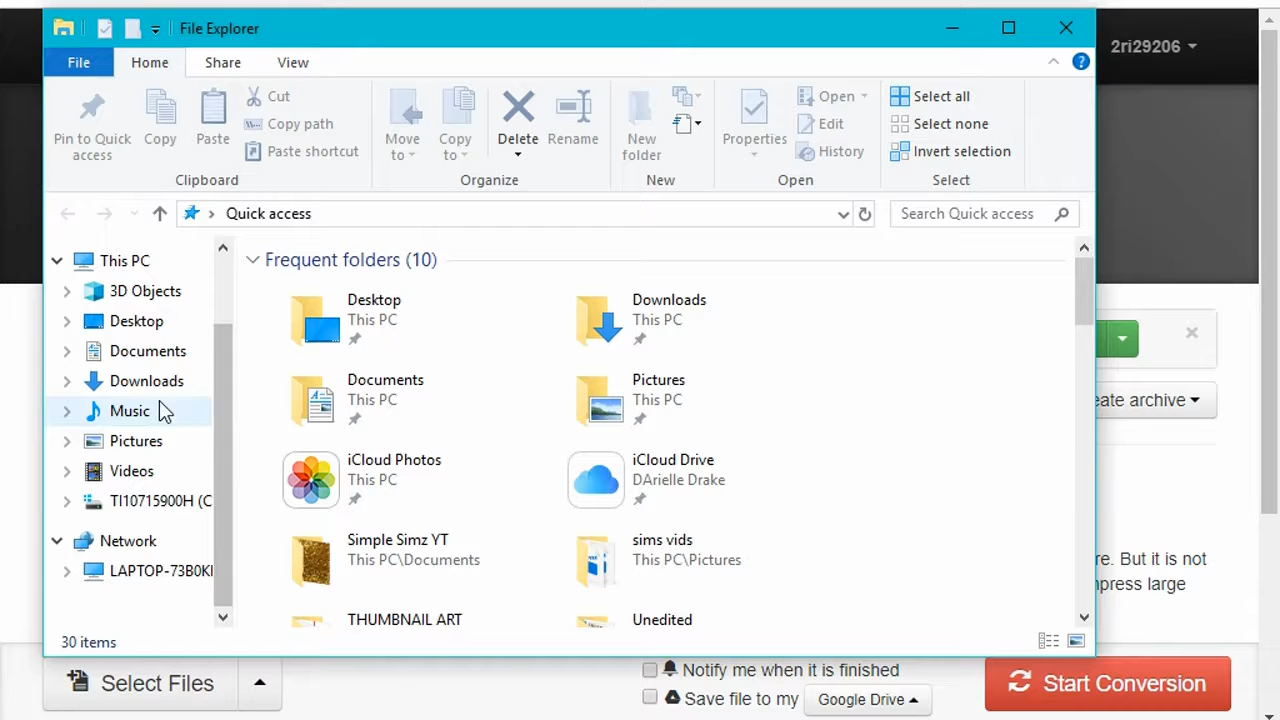 File Explorer
2ri29206
File Home Share View
Pin to Quick access
Copy
Paste
Cut
Copy path
Paste shortcut
Clipboard
Move to
Copy to
Delete
Rename
Organize
New folder
New
Properties
Open
Edit
History
Open
Select all
Select none
Invert selection
Select
Quick access
Search Quick access
This PC
3D Objects
Desktop
Documents
Downloads
Music
Pictures
Videos
TI10715900H (C
Network
LAPTOP-73B0K
Frequent folders (10)
Desktop
This PC
Downloads
This PC
Documents
This PC
Pictures
This PC
iCloud Photos
This PC
iCloud Drive
DArielle Drake
Simple Simz YT
This PC\Documents
sims vids
This PC\Pictures
THUMBNAIL ART
Unedited
30 items
eate archive
re. But it is not
mpress large
Select Files
Notify me when it is finished
Save file to my Google Drive
Start Conversion